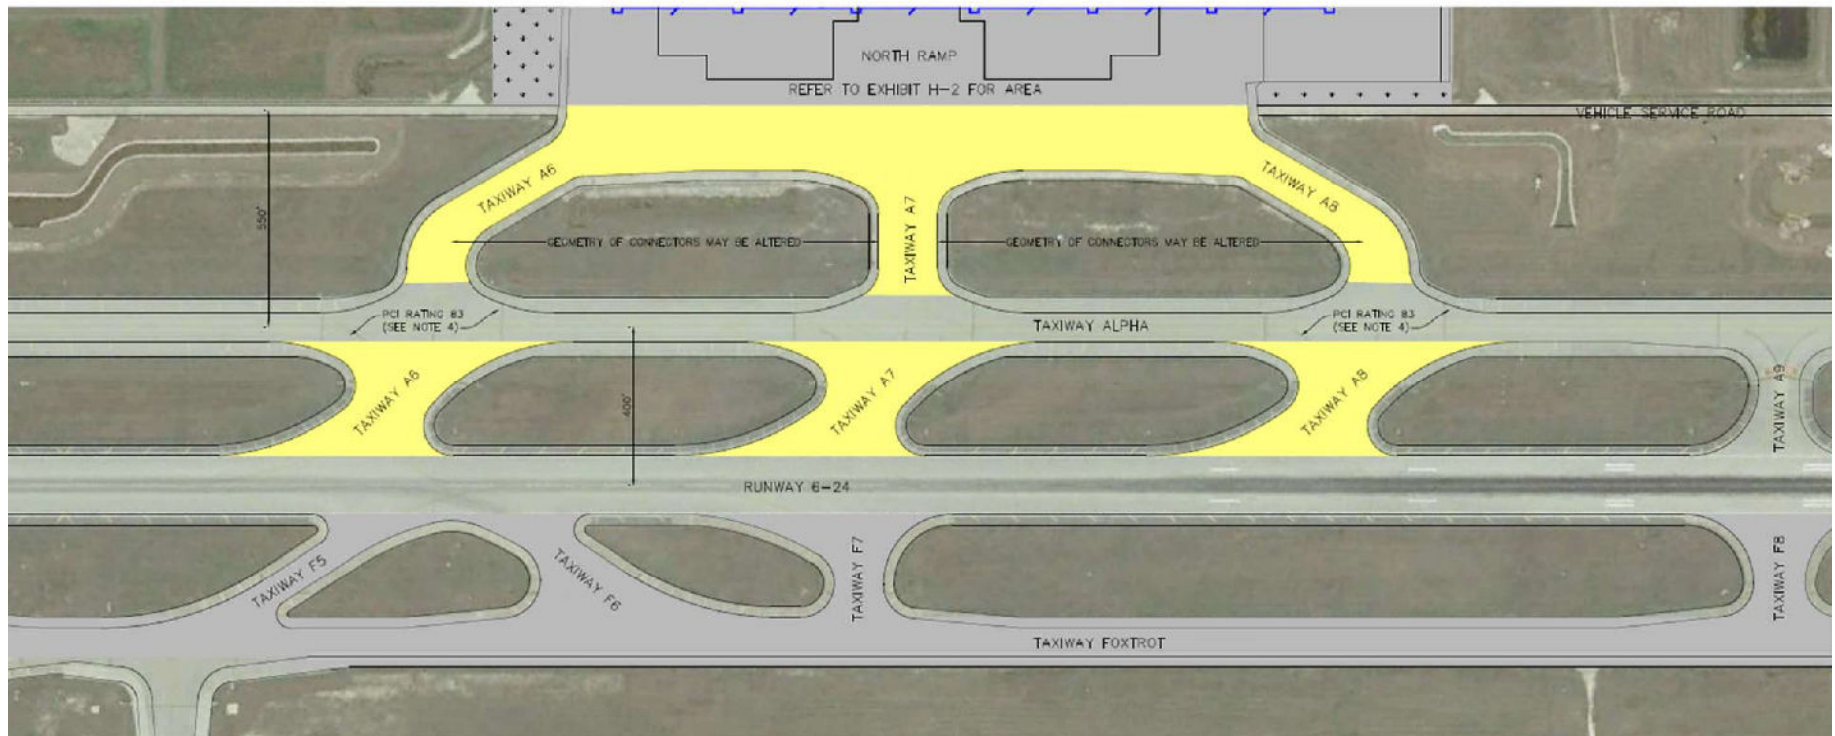 NORTH RAMP
REFER TO EXHIBIT H-2 FOR AREA
VEHICLE SERVICE ROAD
TAXIWAY A6
TAXIWAY A7
TAXIWAY A8
550'
GEOMETRY OF CONNECTORS MAY BE ALTERED
GEOMETRY OF CONNECTORS MAY BE ALTERED
PCI RATING 83
(SEE NOTE 4)
TAXIWAY ALPHA
PCI RATING 83
(SEE NOTE 4)
TAXIWAY A6
400'
TAXIWAY A7
TAXIWAY A8
TAXIWAY A9
RUNWAY 6-24
TAXIWAY F5
TAXIWAY F6
TAXIWAY F7
TAXIWAY F8
TAXIWAY FOXTROT